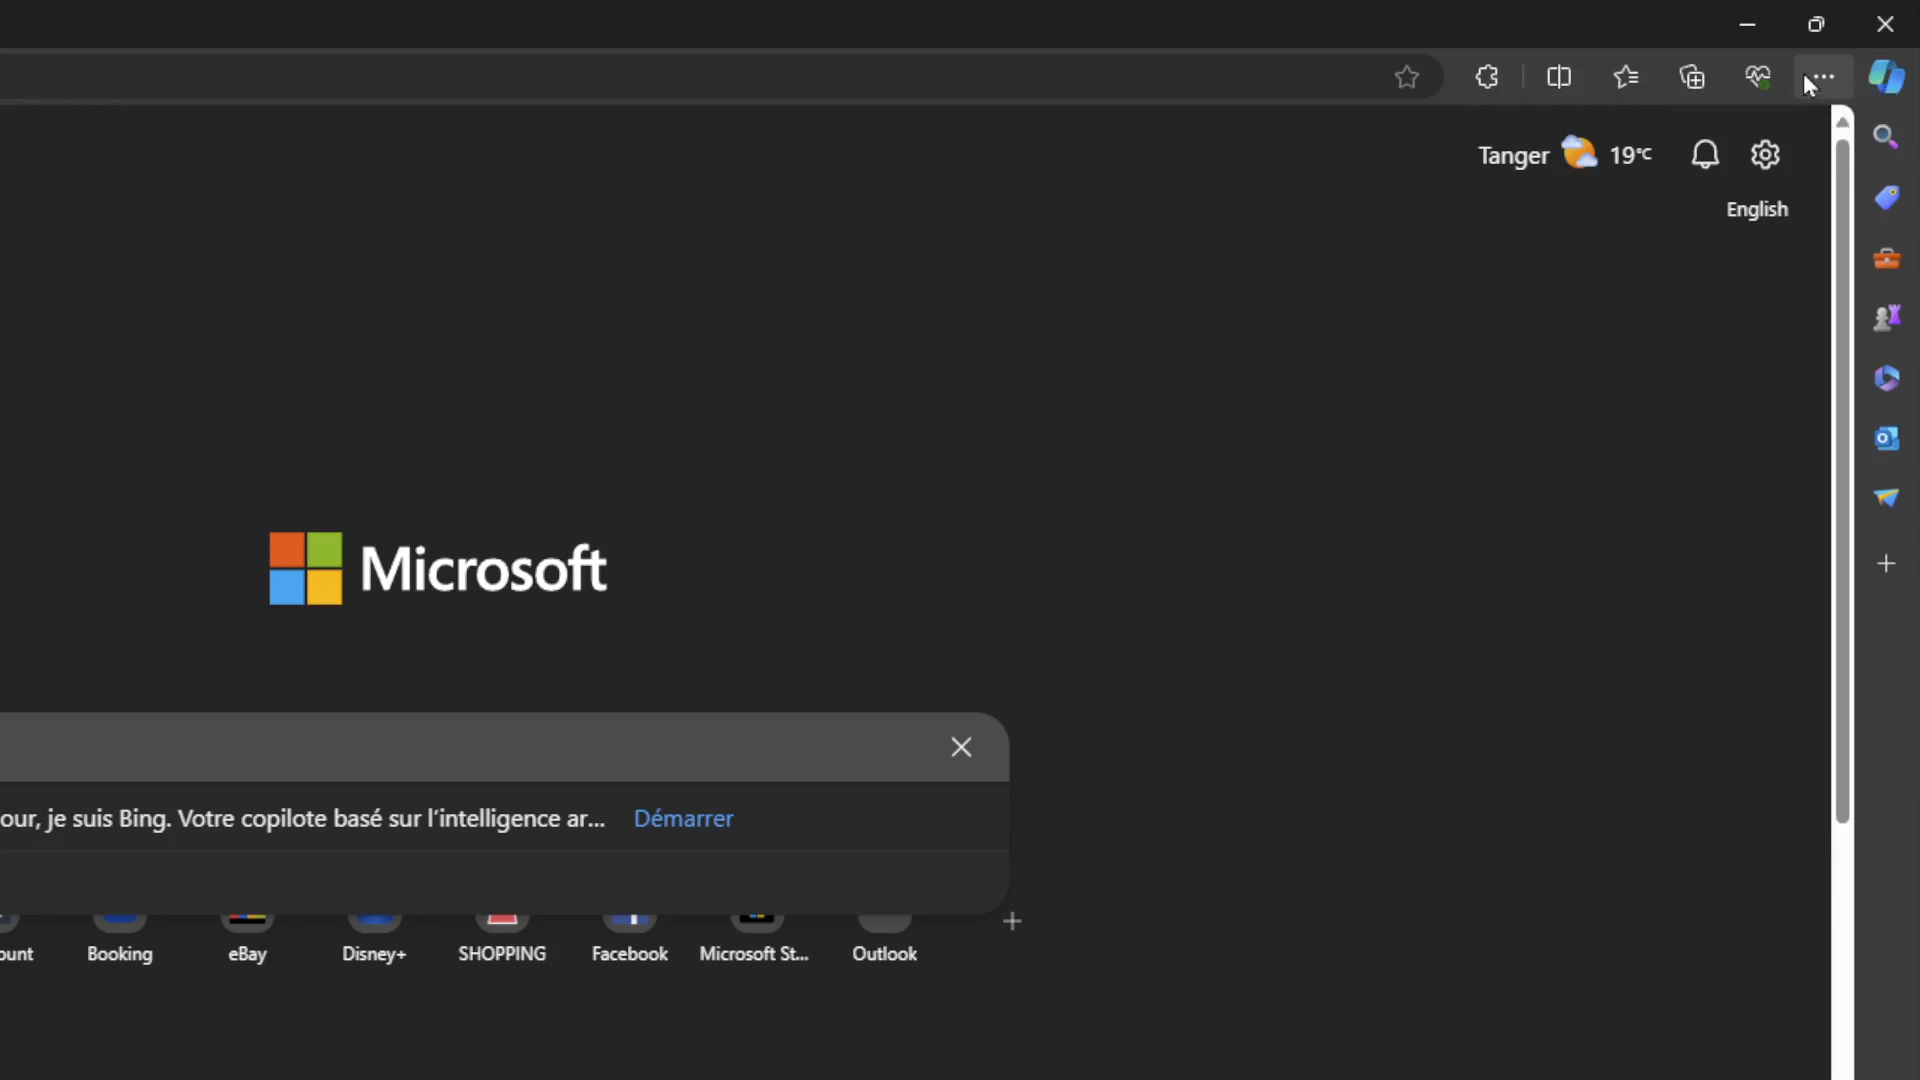 Tanger 19°C
English
Microsoft
our, je suis Bing. Votre copilote basé sur l'intelligence ar... Démarrer
ount Booking eBay Disney+ SHOPPING Facebook Microsoft St... Outlook